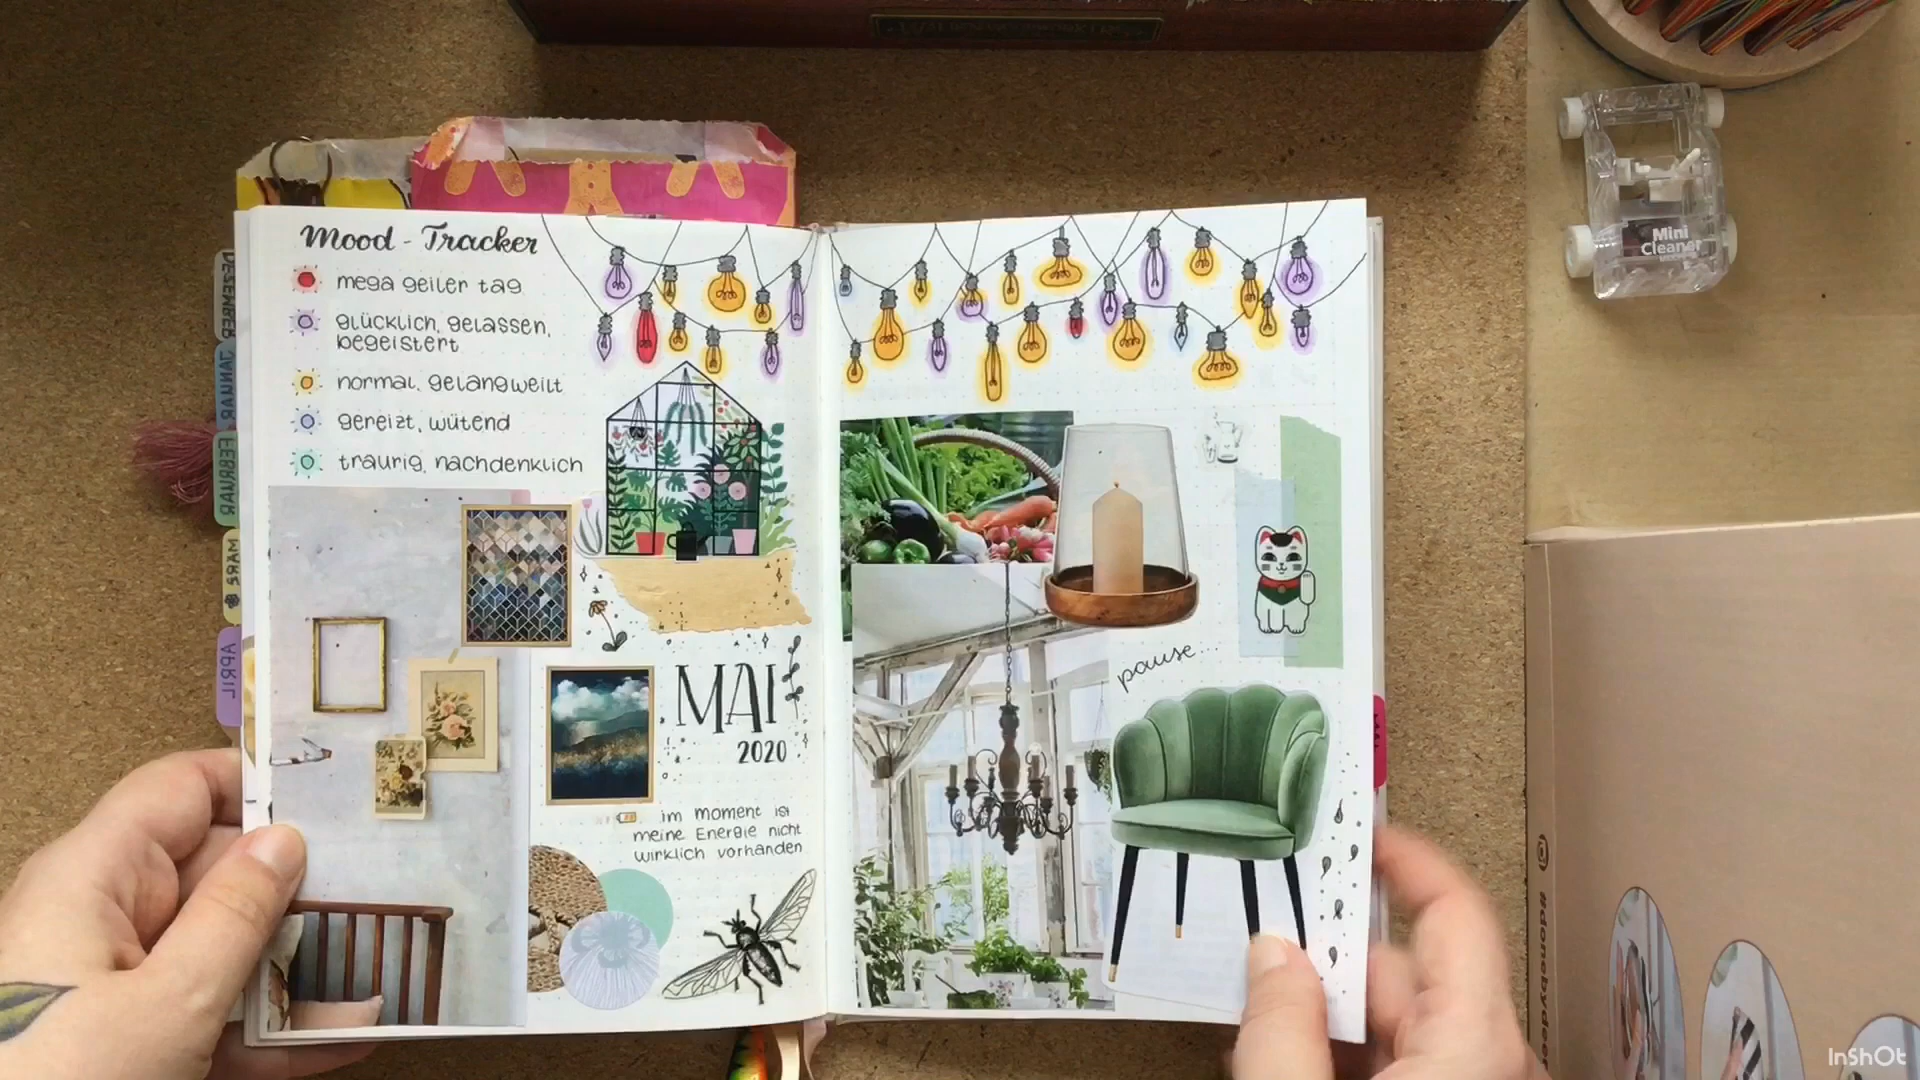 Mood - Tracker
mega geiler tag
glücklich, gelassen,
begeistert
normal, gelangweilt
gereizt, wütend
traurig, nachdenklich
DEZEMBER
JANUAR
FEBRUAR
MÄRZ
APRIL
MAI
2020
im moment ist
meine Energie nicht
wirklich vorhanden
pause...
MAI
Mini
Cleaner
InShOt